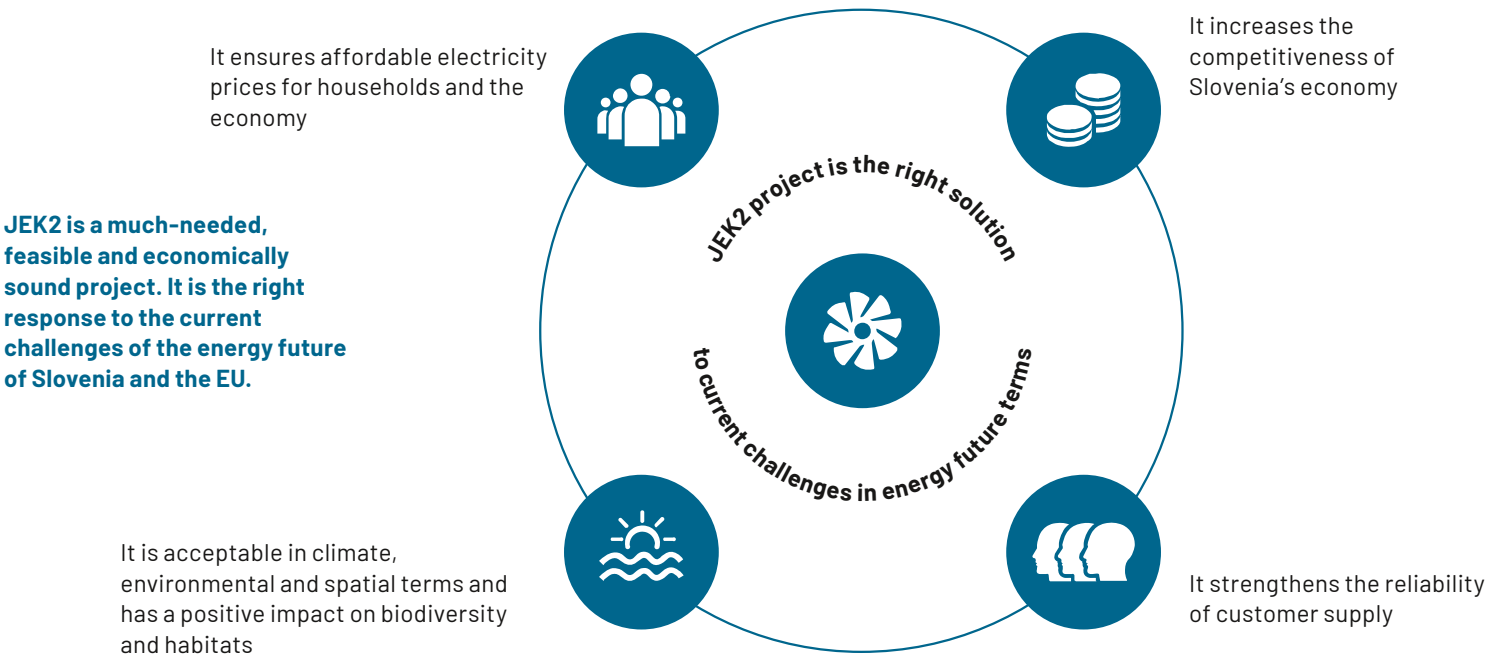 It ensures affordable electricity
prices for households and the
economy
It increases the
competitiveness of
Slovenia's economy
JEK2 is a much-needed,
feasible and economically
sound project. It is the right
response to the current
challenges of the energy future
of Slovenia and the EU.
JEK2 project is the right solution
to current challenges in energy future terms
It is acceptable in climate,
environmental and spatial terms and
has a positive impact on biodiversity
and habitats
It strengthens the reliability
of customer supply